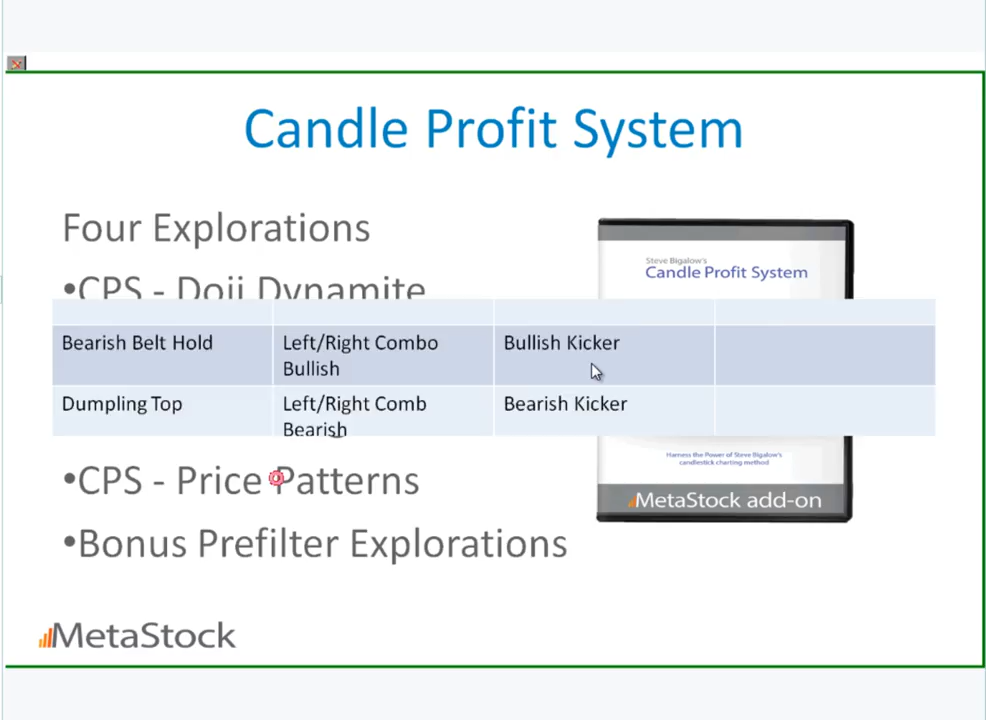 Candle Profit System
Four Explorations
•CPS - Doji Dynamite
Steve Bigalow's
Candle Profit System
Bearish Belt Hold
Left/Right Combo
Bullish
Bullish Kicker
Dumpling Top
Left/Right Comb
Bearish
Bearish Kicker
•CPS - Price Patterns
•Bonus Prefilter Explorations
Harness the Power of Steve Bigalow's
candlestick charting method
MetaStock add-on
MetaStock